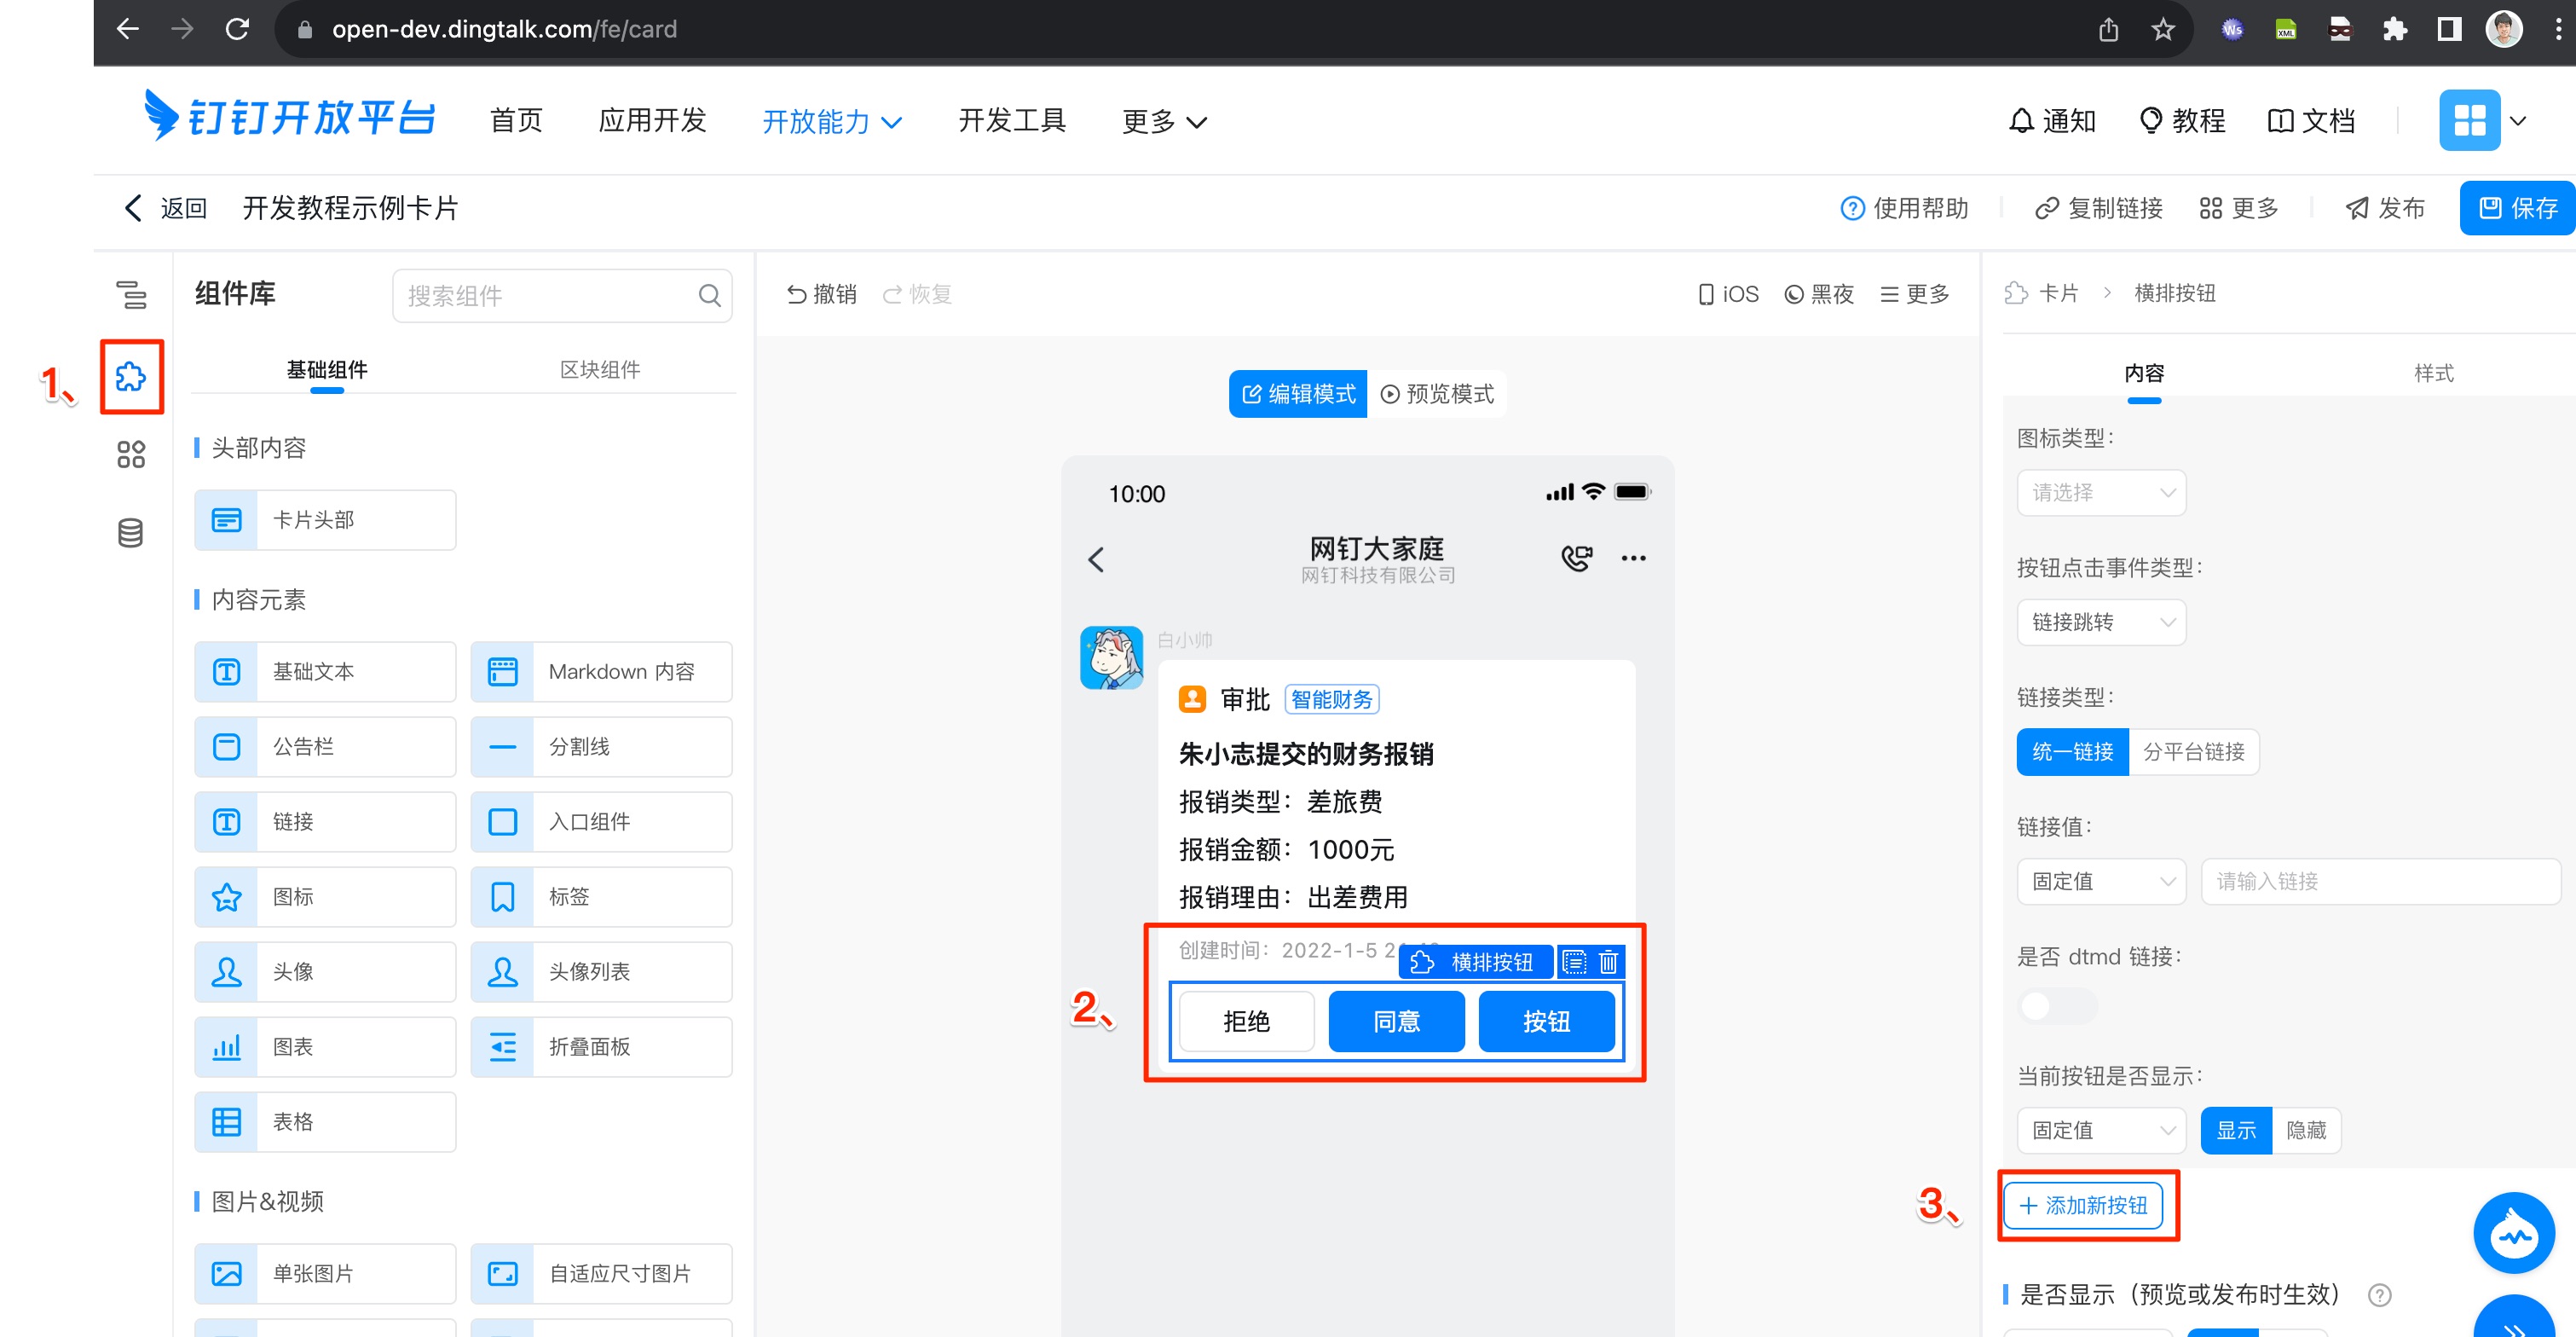 open-dev.dingtalk.com/fe/card
Ws
XML
钉钉开放平台
首页
应用开发
开放能力
开发工具
更多
通知
教程
文档
返回
开发教程示例卡片
使用帮助
复制链接
更多
发布
保存
1、
组件库
搜索组件
基础组件
区块组件
头部内容
卡片头部
内容元素
基础文本
Markdown 内容
公告栏
分割线
链接
入口组件
图标
标签
头像
头像列表
图表
折叠面板
表格
图片&视频
单张图片
自适应尺寸图片
撤销
恢复
iOS
黑夜
更多
编辑模式
预览模式
10:00
网钉大家庭
网钉科技有限公司
白小帅
审批
智能财务
朱小志提交的财务报销
报销类型：差旅费
报销金额：1000元
报销理由：出差费用
创建时间：2022-1-5
横排按钮
2、
拒绝
同意
按钮
卡片 > 横排按钮
内容
样式
图标类型：
请选择
按钮点击事件类型：
链接跳转
链接类型：
统一链接
分平台链接
链接值：
固定值
请输入链接
是否 dtmd 链接：
当前按钮是否显示：
固定值
显示
隐藏
3、
+ 添加新按钮
是否显示（预览或发布时生效）